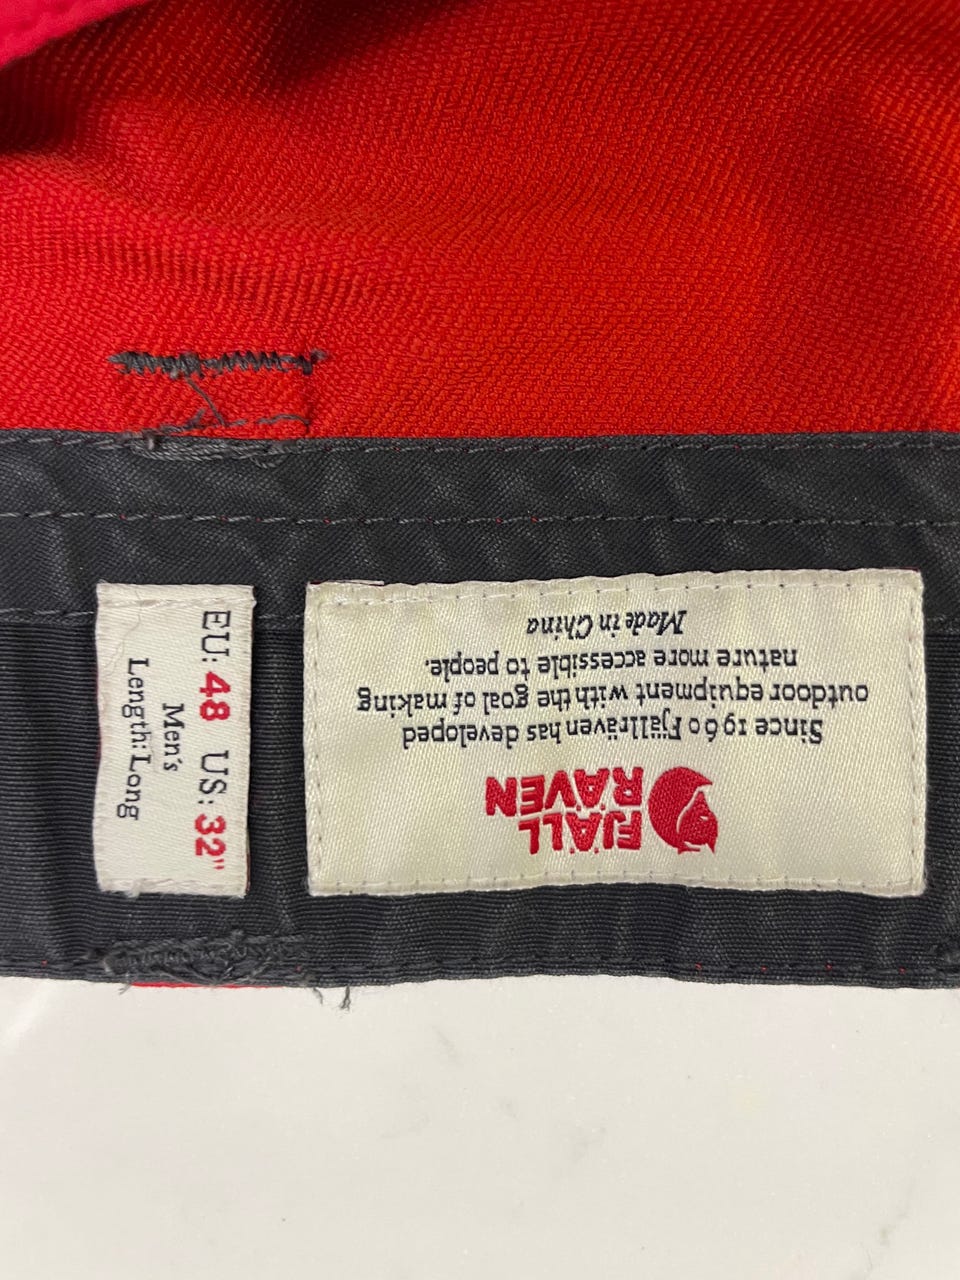 FJÄLL
RÄVEN
Since 1960 Fjällräven has developed
outdoor equipment with the goal of making
nature more accessible to people.
Made in China
EU: 48 US: 32"
Men's
Length: Long